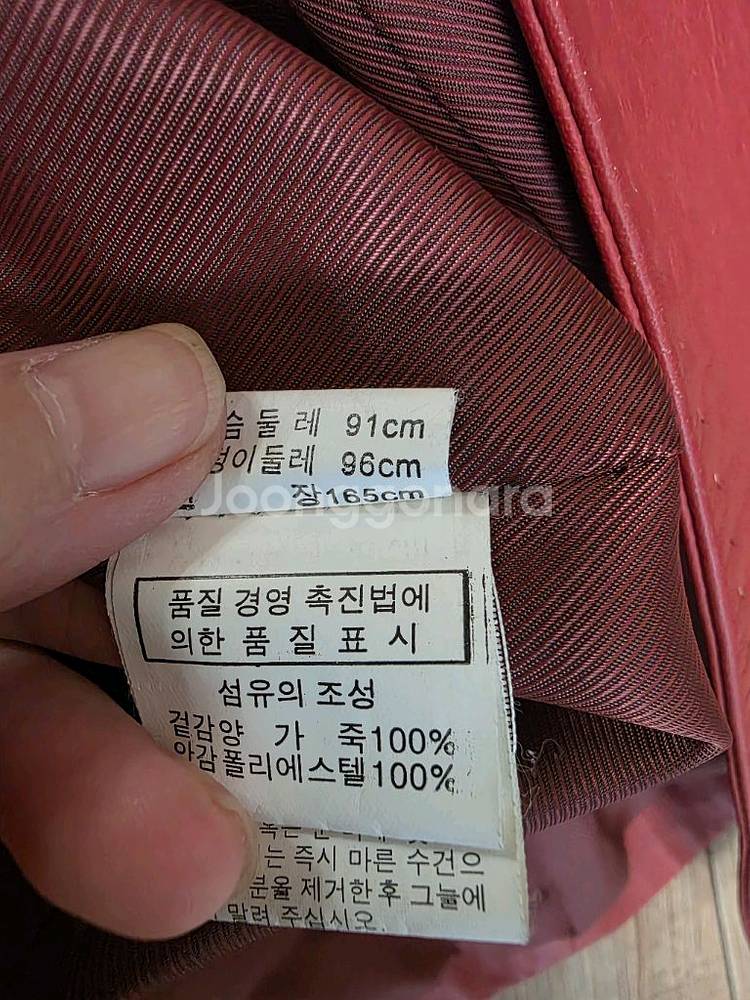 둘레 91cm
둘레 96cm
장165cm
Joonggonara
품질 경영 촉진법에
의한 품 질 표 시
섬유의 조성
겉감양 가 죽100%
안감폴리에스텔100%
는 즉시 마른 수건으
분을 제거한후 그늘에
말려 주십시오.